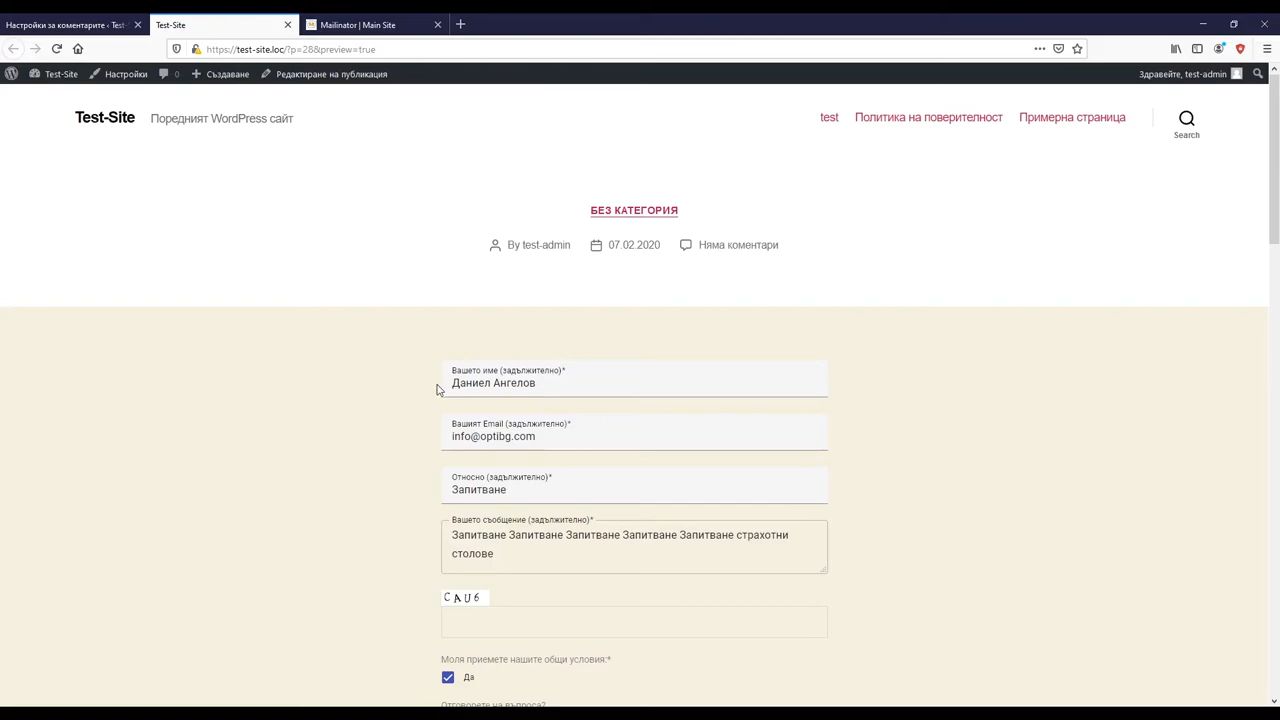 Настройки за коментарите ‹ Test-
Test-Site
Mailinator | Main Site
https://test-site.loc/?p=28&preview=true
Test-Site
Настройки
0
Създаване
Редактиране на публикация
Здравейте, test-admin
Test-Site
Поредният WordPress сайт
test
Политика на поверителност
Примерна страница
Search
БЕЗ КАТЕГОРИЯ
By test-admin
07.02.2020
Няма коментари
Вашето име (задължително)*
Даниел Ангелов
Вашият Email (задължително)*
info@optibg.com
Относно (задължително)*
Запитване
Вашето съобщение (задължително)*
Запитване Запитване Запитване Запитване Запитване страхотни
столове
CAU6
Моля приемете нашите общи условия:*
Да
Отговорете на въпроса?